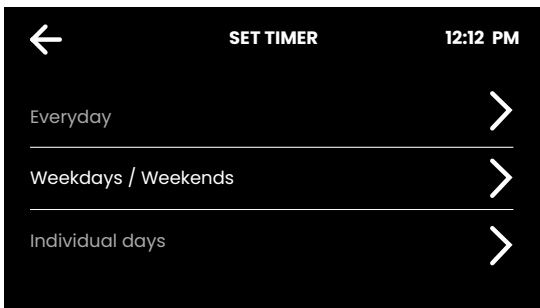 SET TIMER 12:12 PM
Everyday
Weekdays / Weekends
Individual days